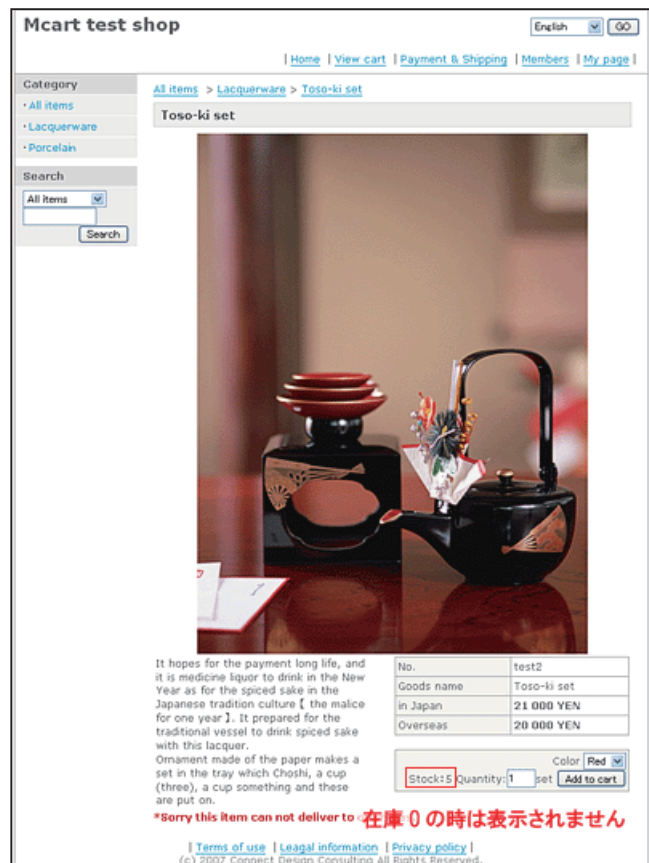 Mcart test shop
English GO
| Home | View cart | Payment & Shipping | Members | My page |
Category
・All items
・Lacquerware
・Porcelain
Search
All items
Search
All items > Lacquerware > Toso-ki set
Toso-ki set
It hopes for the payment long life, and
it is medicine liquor to drink in the New
Year as for the spiced sake in the
Japanese tradition culture【 the malice
for one year 】. It prepared for the
traditional vessel to drink spiced sake
with this lacquer.
Ornament made of the paper makes a
set in the tray which Choshi, a cup
(three), a cup something and these
are put on.
No. test2
Goods name Toso-ki set
in Japan 21 000 YEN
Overseas 20 000 YEN
Color Red
Stock:5 Quantity: 1 set Add to cart
*Sorry this item can not deliver to
在庫０の時は表示されません
| Terms of use | Leagal information | Privacy policy |
(c) 2007 Connect Design Consulting All Rights Reserved.